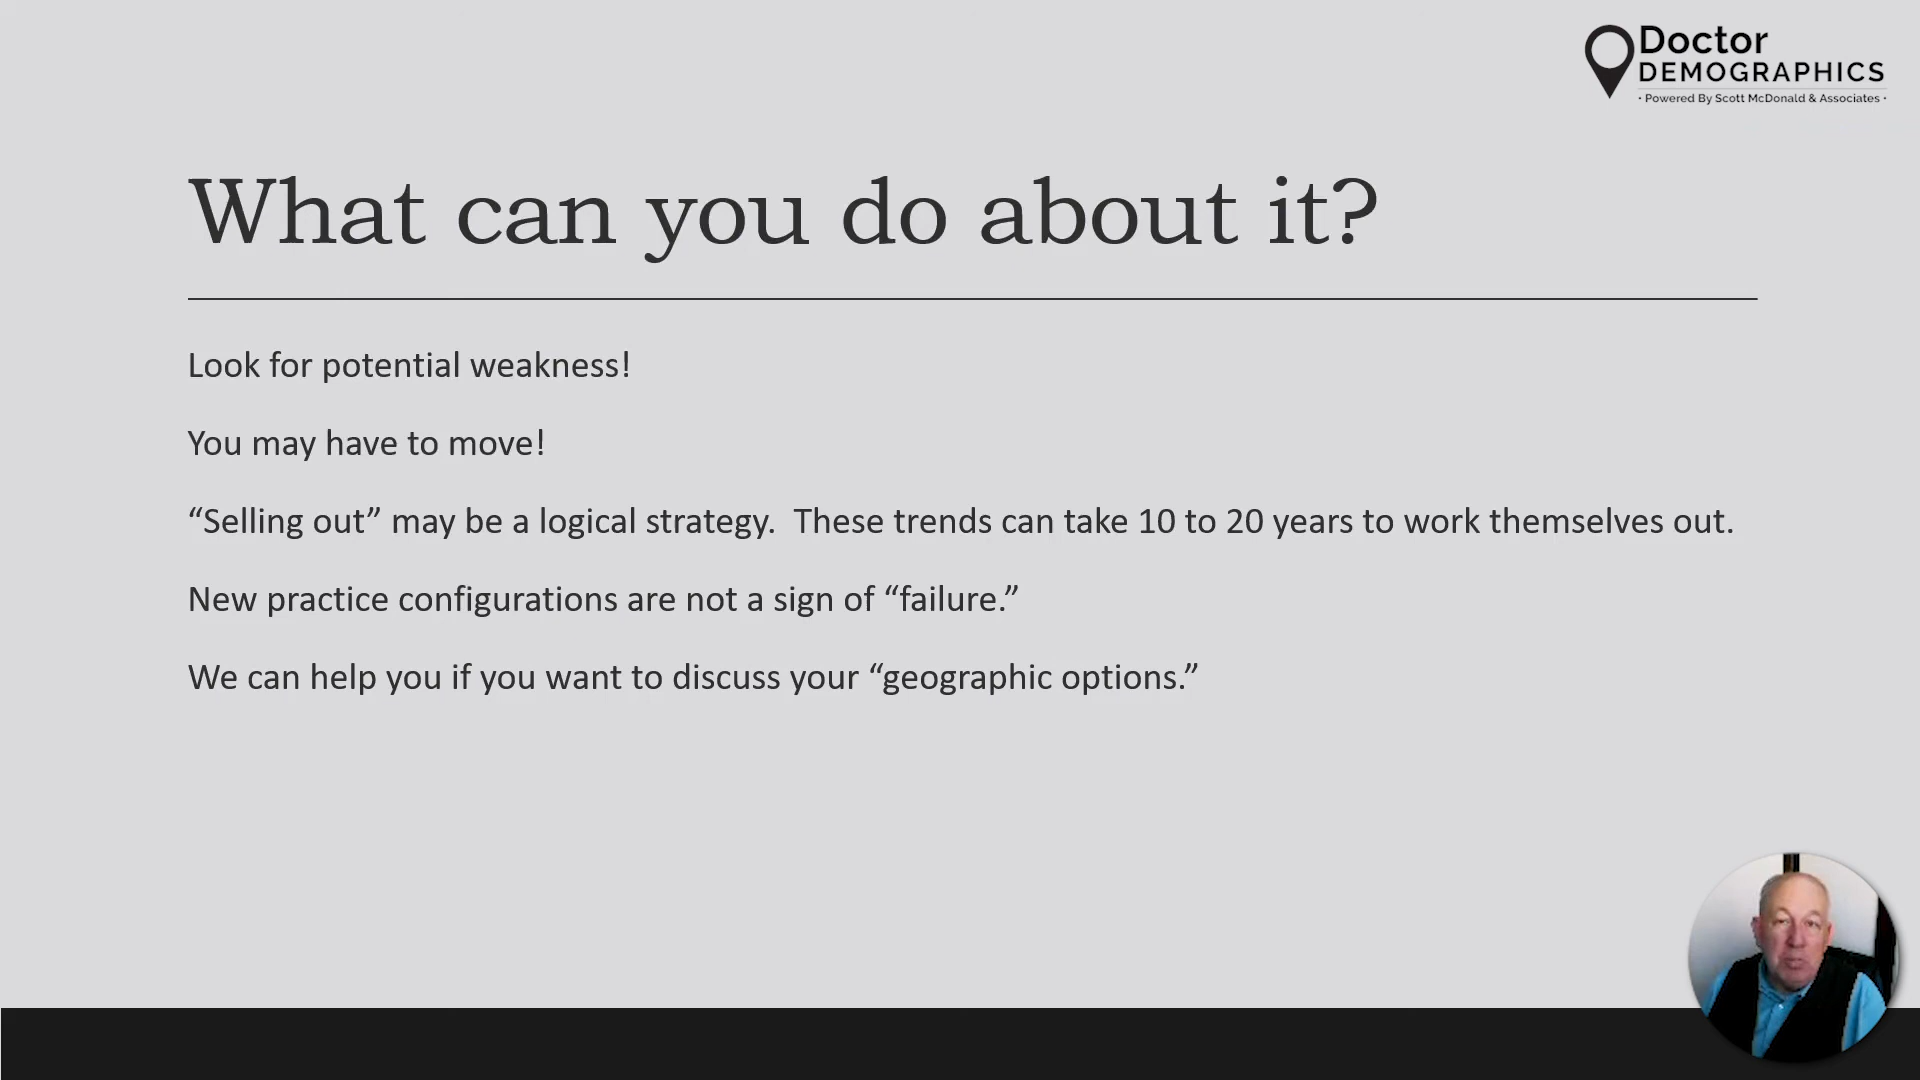 Doctor
DEMOGRAPHICS
• Powered By Scott McDonald & Associates •
What can you do about it?
Look for potential weakness!
You may have to move!
“Selling out” may be a logical strategy.  These trends can take 10 to 20 years to work themselves out.
New practice configurations are not a sign of “failure.”
We can help you if you want to discuss your “geographic options.”